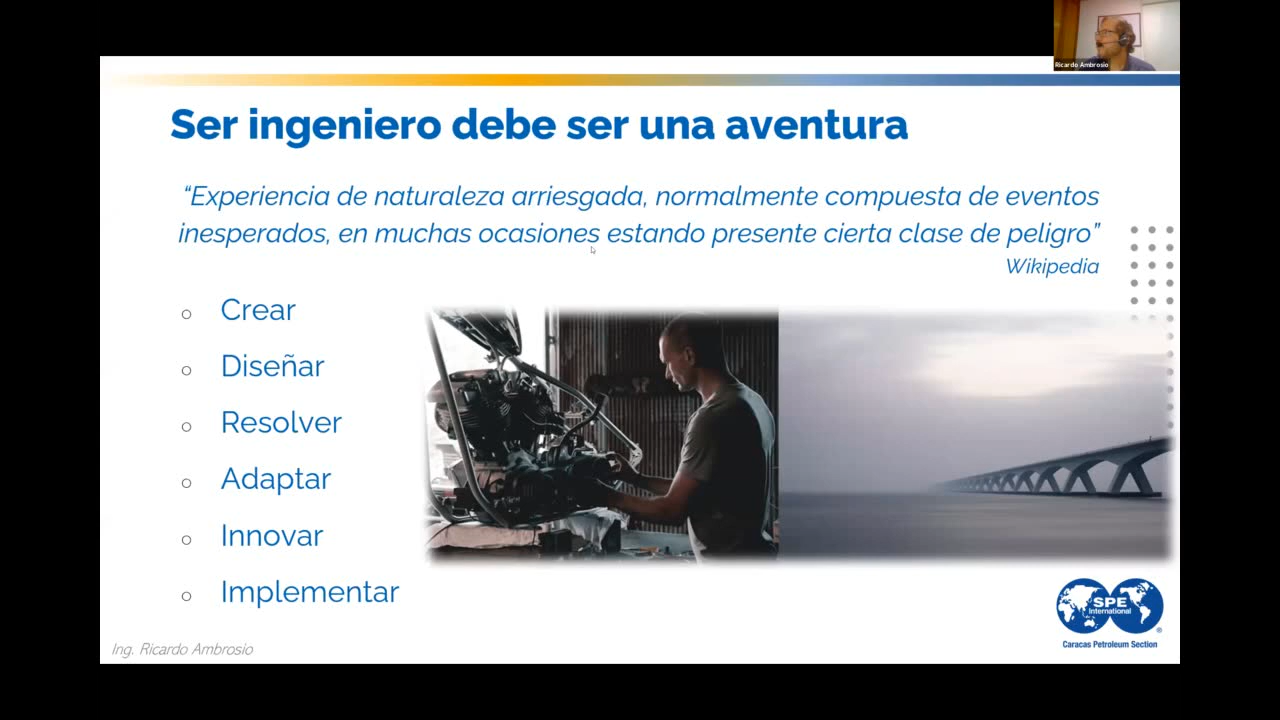 Ricardo Ambrosio
Ser ingeniero debe ser una aventura
“Experiencia de naturaleza arriesgada, normalmente compuesta de eventos
inesperados, en muchas ocasiones estando presente cierta clase de peligro”
Wikipedia
Crear
Diseñar
Resolver
Adaptar
Innovar
Implementar
SPE
International
®
Caracas Petroleum Section
Ing. Ricardo Ambrosio